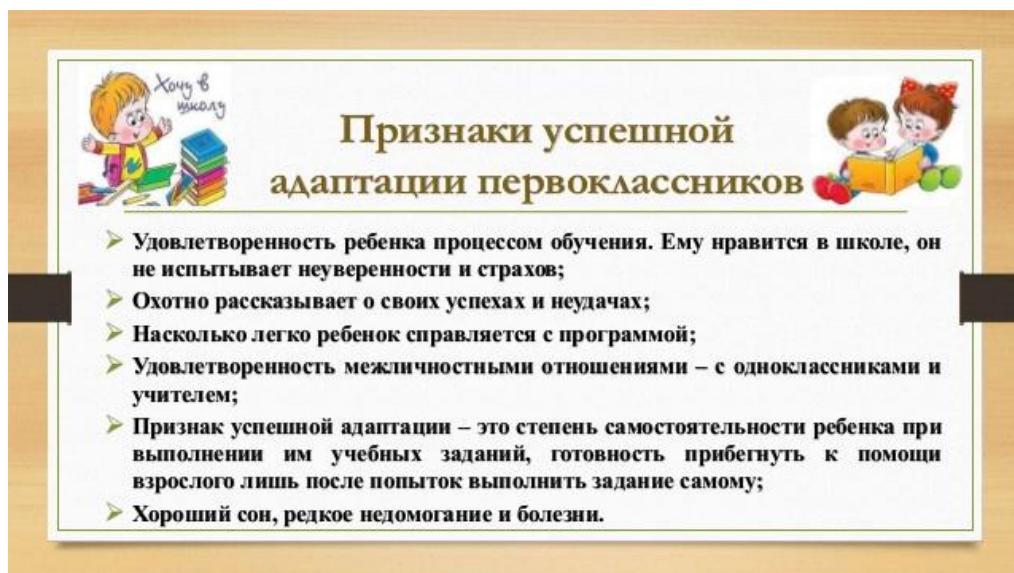 Хочу в
школу
Признаки успешной
адаптации первоклассников
Удовлетворенность ребенка процессом обучения. Ему нравится в школе, он
не испытывает неуверенности и страхов;
Охотно рассказывает о своих успехах и неудачах;
Насколько легко ребенок справляется с программой;
Удовлетворенность межличностными отношениями – с одноклассниками и
учителем;
Признак успешной адаптации – это степень самостоятельности ребенка при
выполнении им учебных заданий, готовность прибегнуть к помощи
взрослого лишь после попыток выполнить задание самому;
Хороший сон, редкое недомогание и болезни.